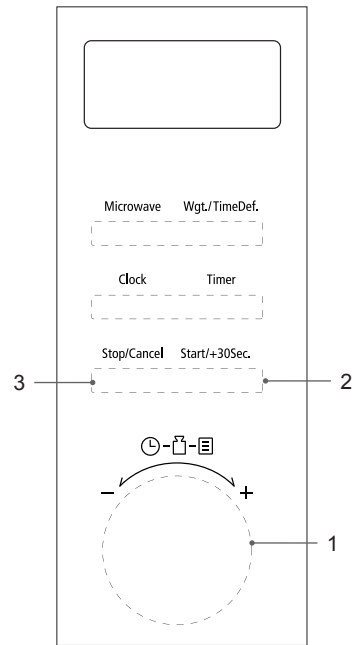 Microwave Wgt./TimeDef.
Clock Timer
Stop/Cancel Start/+30Sec.
3 2
- +
1